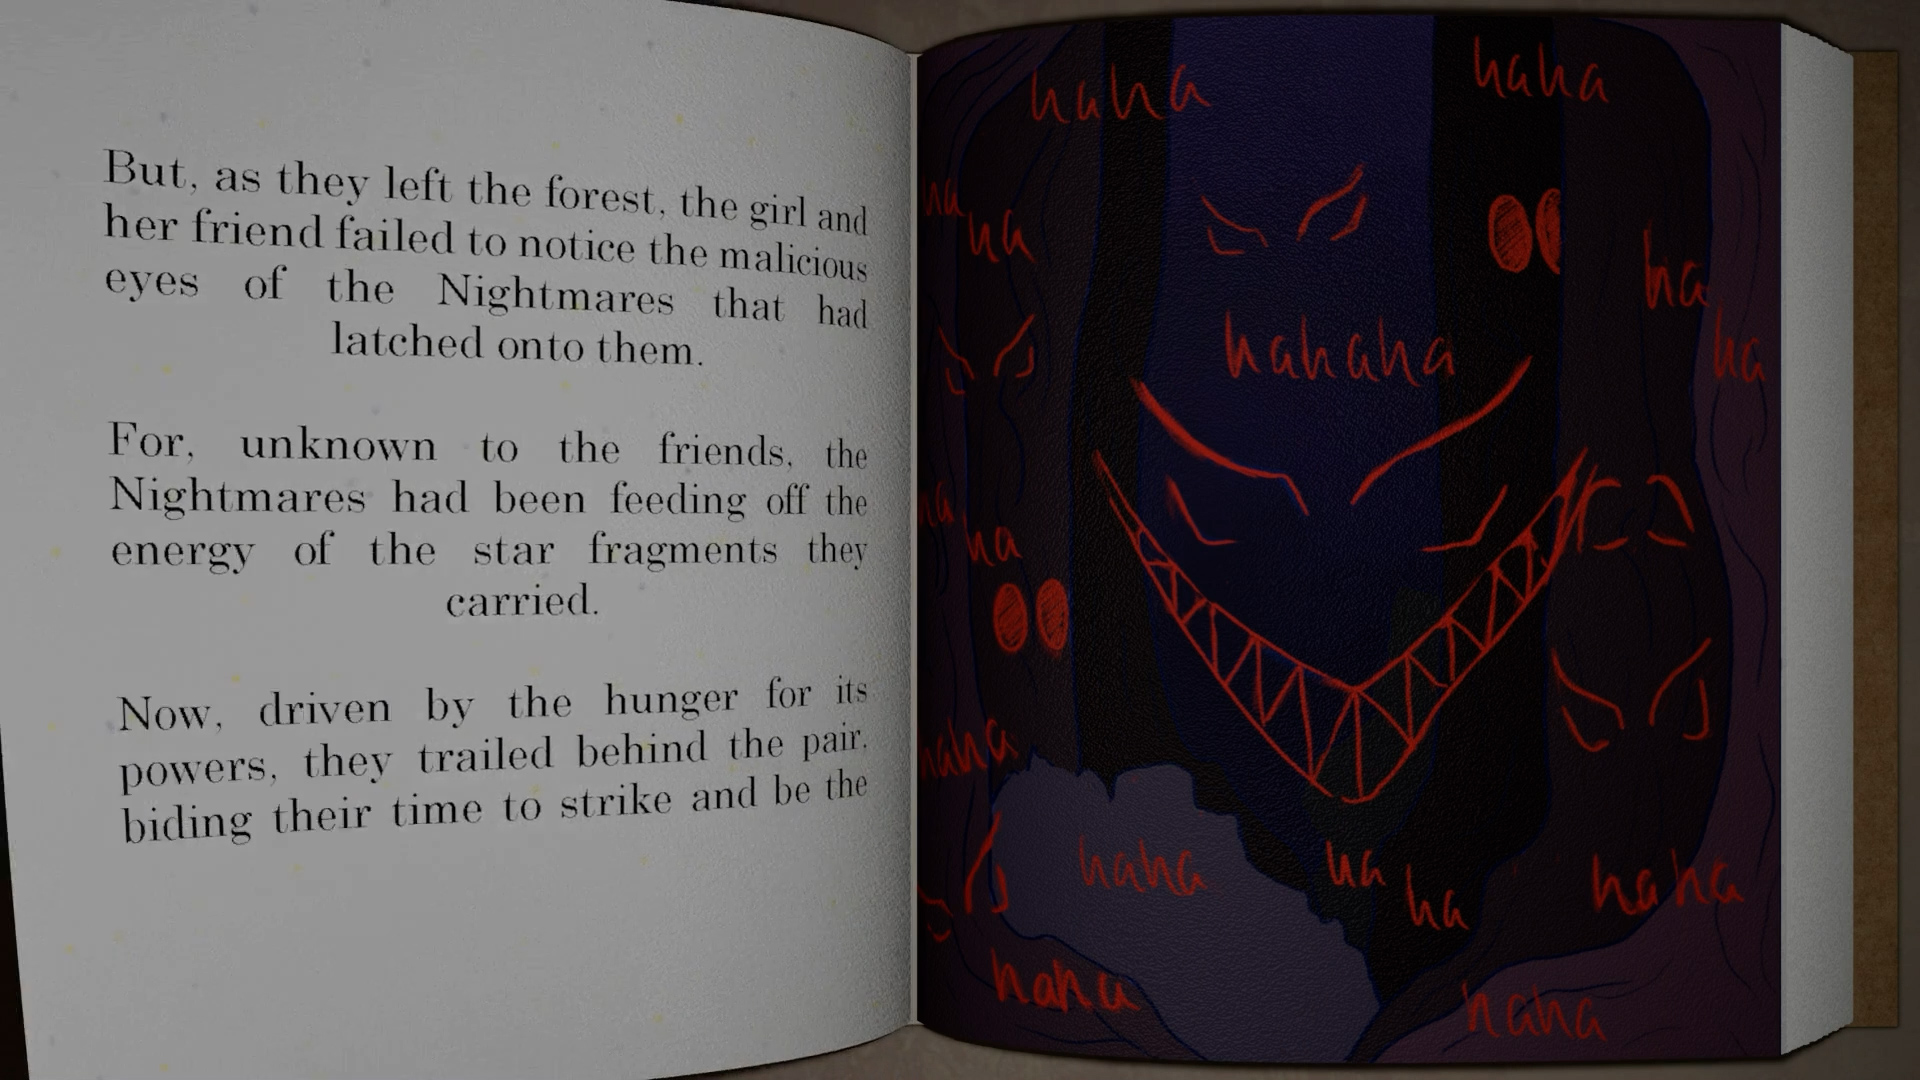 But, as they left the forest, the girl and
her friend failed to notice the malicious
eyes of the Nightmares that had
latched onto them.
For, unknown to the friends, the
Nightmares had been feeding off the
energy of the star fragments they
carried.
Now, driven by the hunger for its
powers, they trailed behind the pair,
biding their time to strike and be the
haha
haha
ha
ha
ha
ha
hahaha
ha
ha
haha
haha
ha
ha
haha
haha
haha